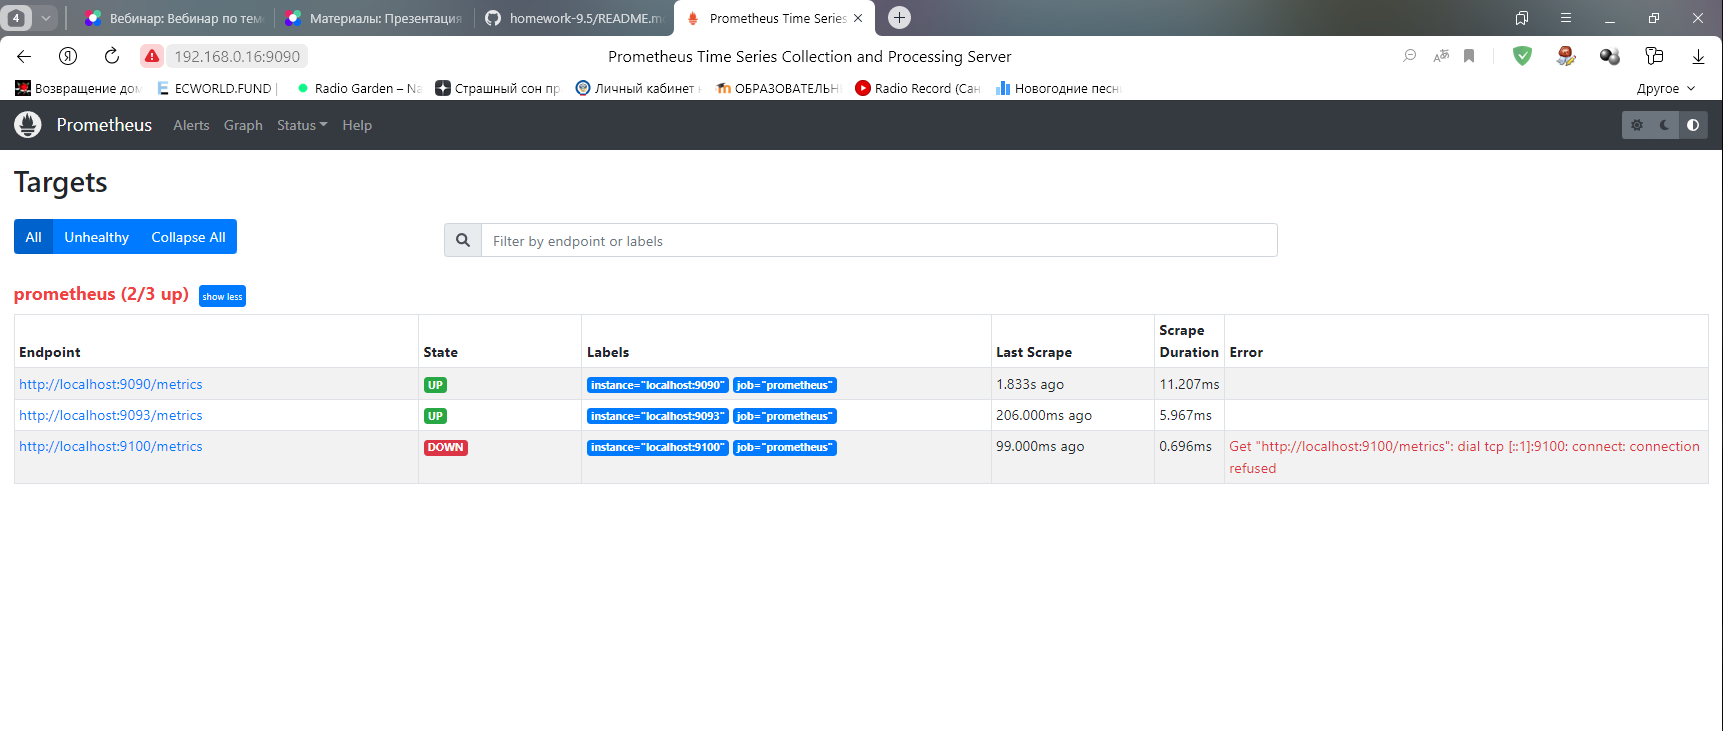 4
Вебинар: Вебинар по тем
Материалы: Презентация
homework-9.5/README.m
Prometheus Time Series
192.168.0.16:9090
Prometheus Time Series Collection and Processing Server
Возвращение дом
ECWORLD.FUND |
Radio Garden – Na
Страшный сон пр
Личный кабинет
ОБРАЗОВАТЕЛЬН
Radio Record (Сан
Новогодние песн
Другое
Prometheus Alerts Graph Status Help
Targets
All Unhealthy Collapse All
Filter by endpoint or labels
prometheus (2/3 up) show less
Endpoint State Labels Last Scrape Scrape Duration Error
http://localhost:9090/metrics UP instance="localhost:9090" job="prometheus" 1.833s ago 11.207ms
http://localhost:9093/metrics UP instance="localhost:9093" job="prometheus" 206.000ms ago 5.967ms
http://localhost:9100/metrics DOWN instance="localhost:9100" job="prometheus" 99.000ms ago 0.696ms Get "http://localhost:9100/metrics": dial tcp [::1]:9100: connect: connection
refused